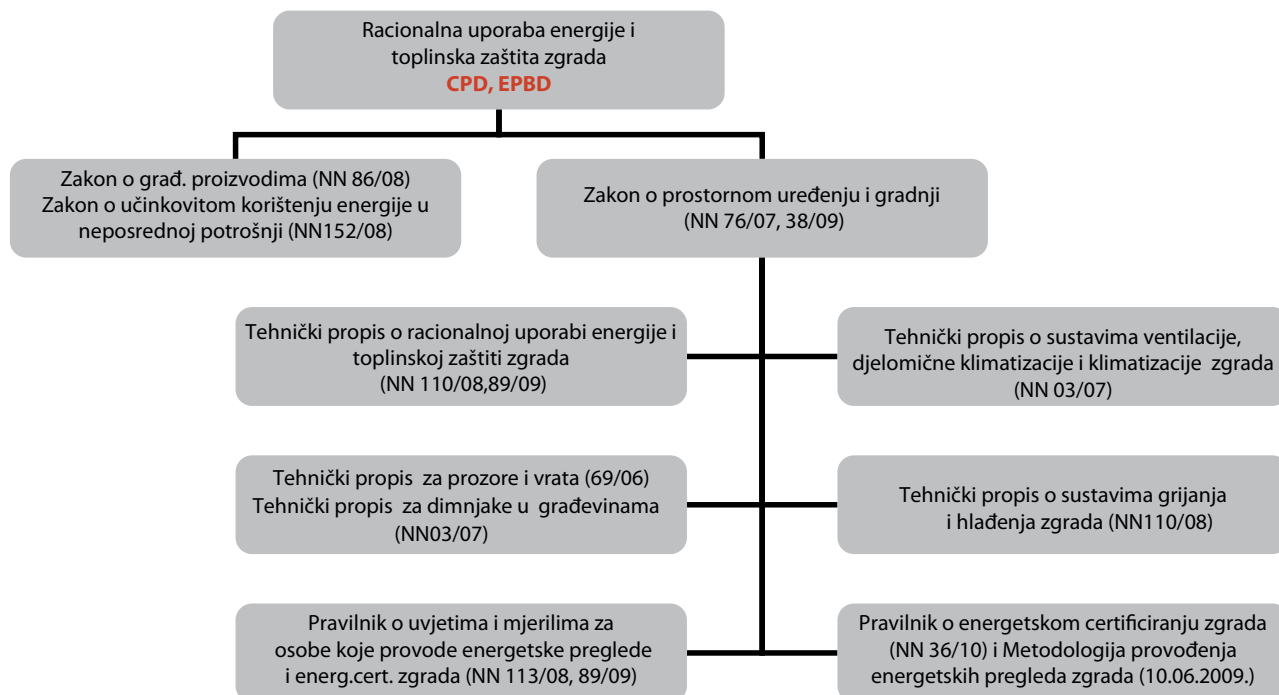 Racionalna uporaba energije i
toplinska zaštita zgrada
CPD, EPBD
Zakon o građ. proizvodima (NN 86/08)
Zakon o učinkovitom korištenju energije u
neposrednoj potrošnji (NN152/08)
Zakon o prostornom uređenju i gradnji
(NN 76/07, 38/09)
Tehnički propis o racionalnoj uporabi energije i
toplinskoj zaštiti zgrada
(NN 110/08,89/09)
Tehnički propis o sustavima ventilacije,
djelomične klimatizacije i klimatizacije zgrada
(NN 03/07)
Tehnički propis za prozore i vrata (69/06)
Tehnički propis za dimnjake u građevinama
(NN03/07)
Tehnički propis o sustavima grijanja
i hlađenja zgrada (NN110/08)
Pravilnik o uvjetima i mjerilima za
osobe koje provode energetske preglede
i energ.cert. zgrada (NN 113/08, 89/09)
Pravilnik o energetskom certificiranju zgrada
(NN 36/10) i Metodologija provođenja
energetskih pregleda zgrada (10.06.2009.)